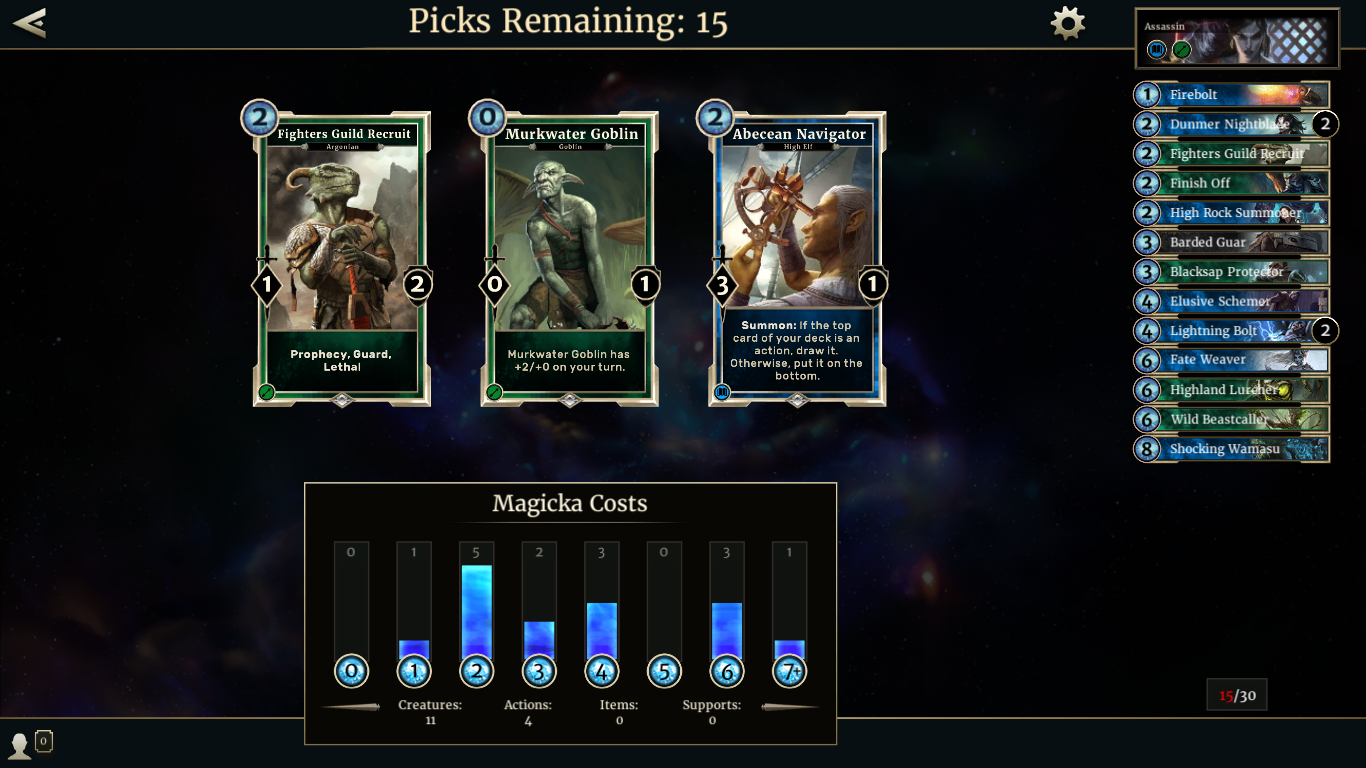 Picks Remaining: 15
Assassin
2
Fighters Guild Recruit
Argonian
1
2
Prophecy, Guard,
Lethal
0
Murkwater Goblin
Goblin
0
1
Murkwater Goblin has
+2/+0 on your turn.
2
Abecean Navigator
High Elf
3
1
Summon: If the top
card of your deck is an
action, draw it.
Otherwise, put it on the
bottom.
1 Firebolt
2 Dunmer Nightblade 2
2 Fighters Guild Recruit
2 Finish Off
2 High Rock Summoner
3 Barded Guar
3 Blacksap Protector
4 Elusive Schemer
4 Lightning Bolt 2
6 Fate Weaver
6 Highland Lurcher
6 Wild Beastcaller
8 Shocking Wamasu
Magicka Costs
0 1 5 2 3 0 3 1
0 1 2 3 4 5 6 7+
Creatures: Actions: Items: Supports:
11 4 0 0
15/30
0